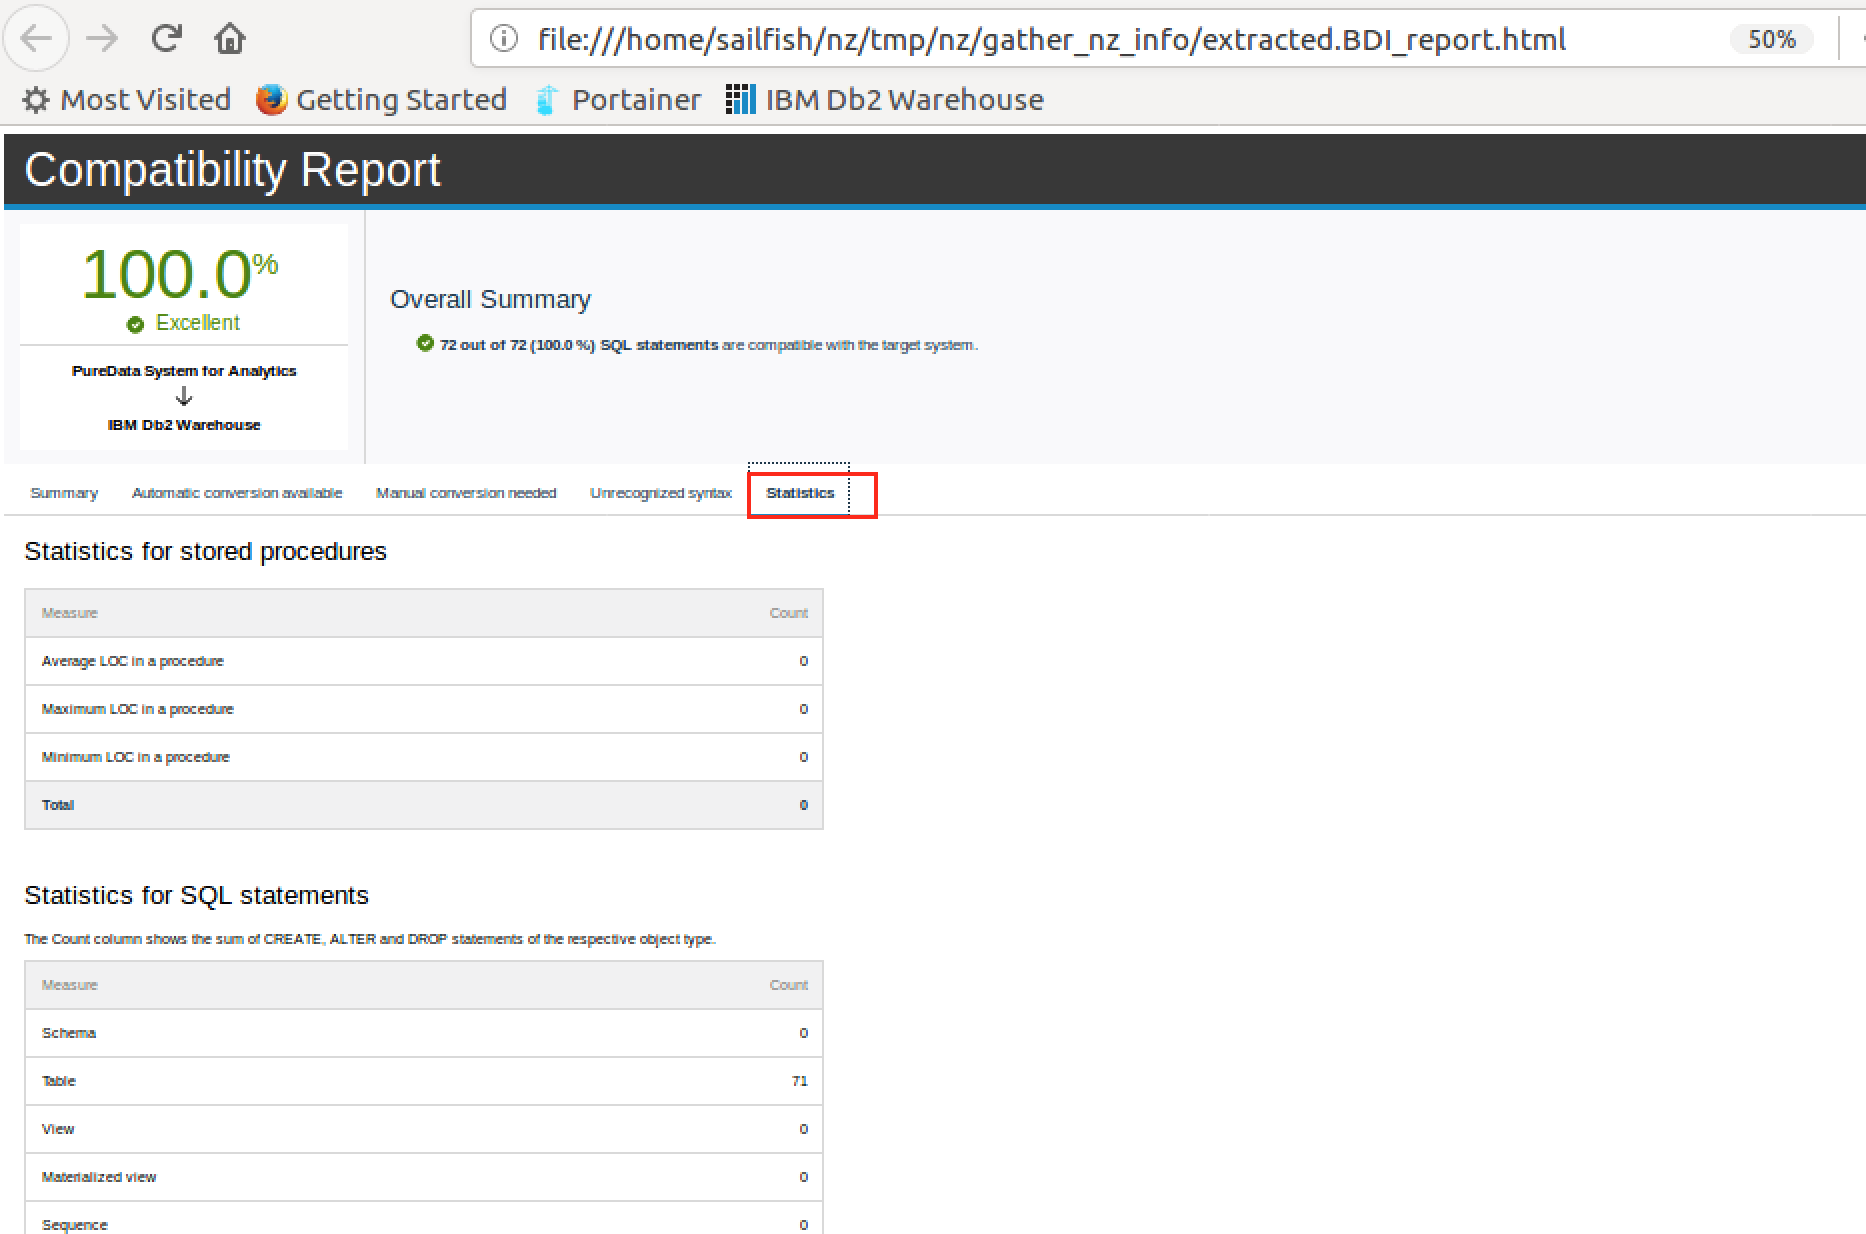 file:///home/sailfish/nz/tmp/nz/gather_nz_info/extracted.BDI_report.html 50%
Most Visited Getting Started Portainer IBM Db2 Warehouse
Compatibility Report
100.0%
Excellent
PureData System for Analytics
IBM Db2 Warehouse
Overall Summary
72 out of 72 (100.0 %) SQL statements are compatible with the target system.
Summary Automatic conversion available Manual conversion needed Unrecognized syntax Statistics
Statistics for stored procedures
Measure Count
Average LOC in a procedure 0
Maximum LOC in a procedure 0
Minimum LOC in a procedure 0
Total 0
Statistics for SQL statements
The Count column shows the sum of CREATE, ALTER and DROP statements of the respective object type.
Measure Count
Schema 0
Table 71
View 0
Materialized view 0
Sequence 0